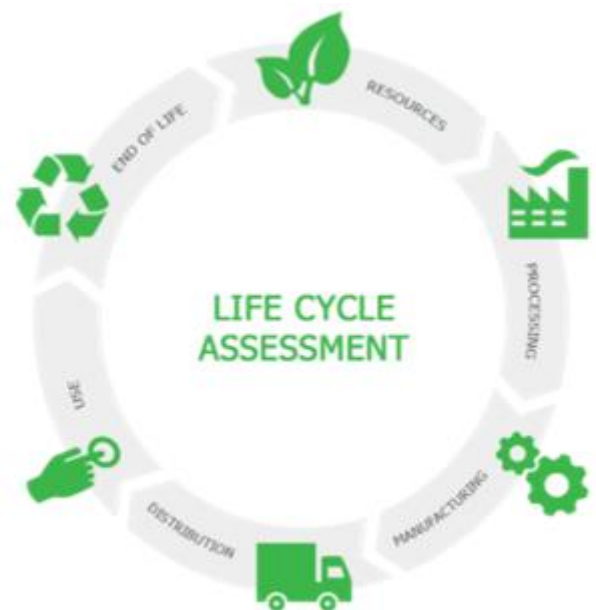 LIFE CYCLE
ASSESSMENT
RESOURCES
PROCESSING
MANUFACTURING
DISTRIBUTION
USE
END OF LIFE